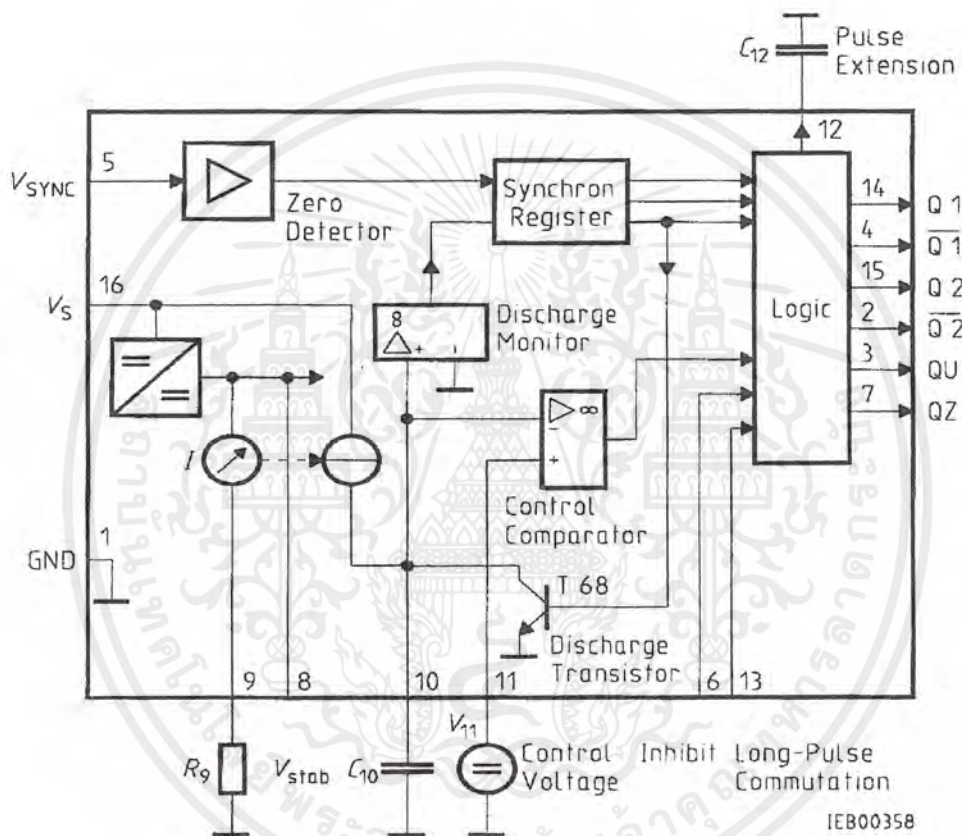 C12
Pulse
Extension
12
5
VSYNC
Zero
Detector
Synchron
Register
Logic
14
Q 1
4
Q̅ 1̅
15
Q 2
2
Q̅ 2̅
3
QU
7
QZ
16
VS
8
+
-
Discharge
Monitor
∞
-
+
Control
Comparator
I
1
GND
T 68
Discharge
Transistor
9
8
10
11
6
13
R9
Vstab
C10
V11
Control
Voltage
Inhibit
Long-Pulse
Commutation
IEB00358